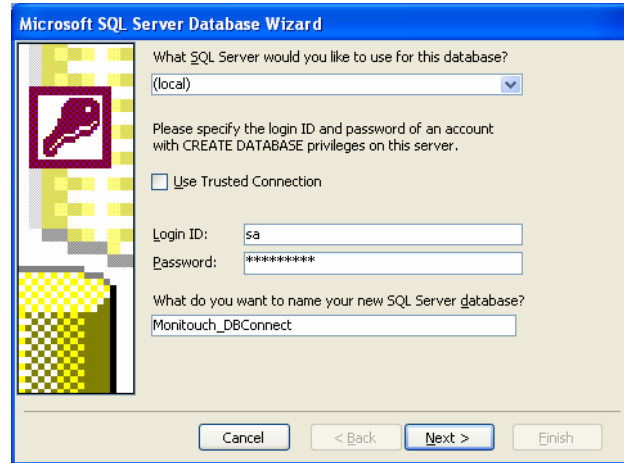 Microsoft SQL Server Database Wizard
What SQL Server would you like to use for this database?
(local)
Please specify the login ID and password of an account
with CREATE DATABASE privileges on this server.
Use Trusted Connection
Login ID: sa
Password: *********
What do you want to name your new SQL Server database?
Monitouch_DBConnect
Cancel < Back Next > Finish